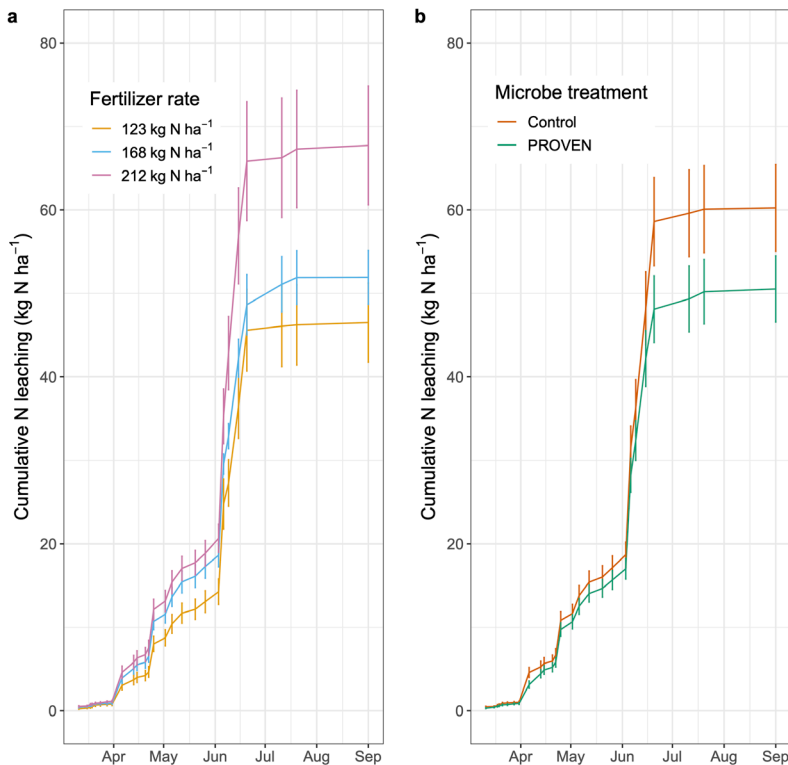 a
80
60
40
20
0
Cumulative N leaching (kg N ha⁻¹)
Fertilizer rate
123 kg N ha⁻¹
168 kg N ha⁻¹
212 kg N ha⁻¹
Apr May Jun Jul Aug Sep
b
80
60
40
20
0
Cumulative N leaching (kg N ha⁻¹)
Microbe treatment
Control
PROVEN
Apr May Jun Jul Aug Sep